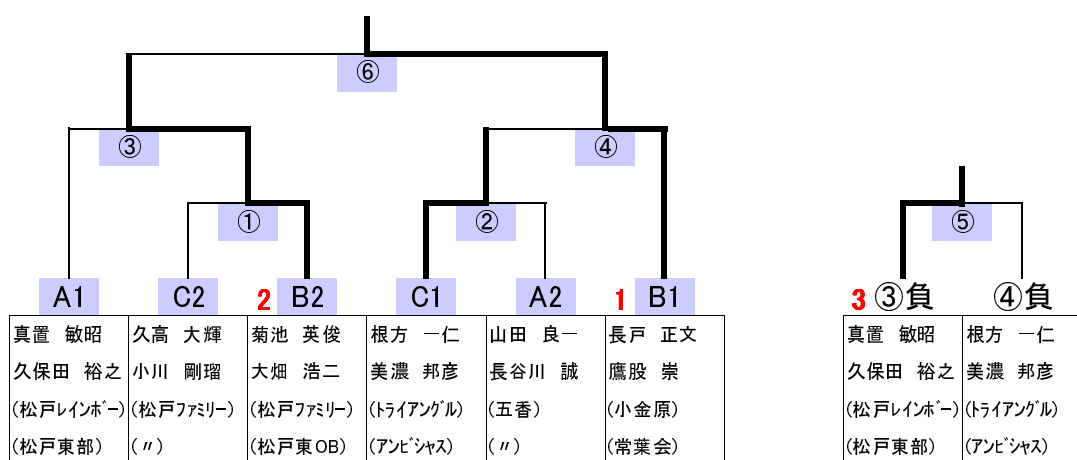 ⑥
③ ④
① ② ⑤
A1 C2 2 B2 C1 A2 1 B1 3 ③負 ④負
真置 敏昭 久高 大輝 菊池 英俊 根方 一仁 山田 良一 長戸 正文 真置 敏昭 根方 一仁
久保田 裕之 小川 剛瑠 大畑 浩二 美濃 邦彦 長谷川 誠 鷹股 崇 久保田 裕之 美濃 邦彦
(松戸レインボー) (松戸ファミリー) (松戸ファミリー) (トライアングル) (五香) (小金原) (松戸レインボー) (トライアングル)
(松戸東部) (〃) (松戸東OB) (アンビシャス) (〃) (常葉会) (松戸東部) (アンビシャス)